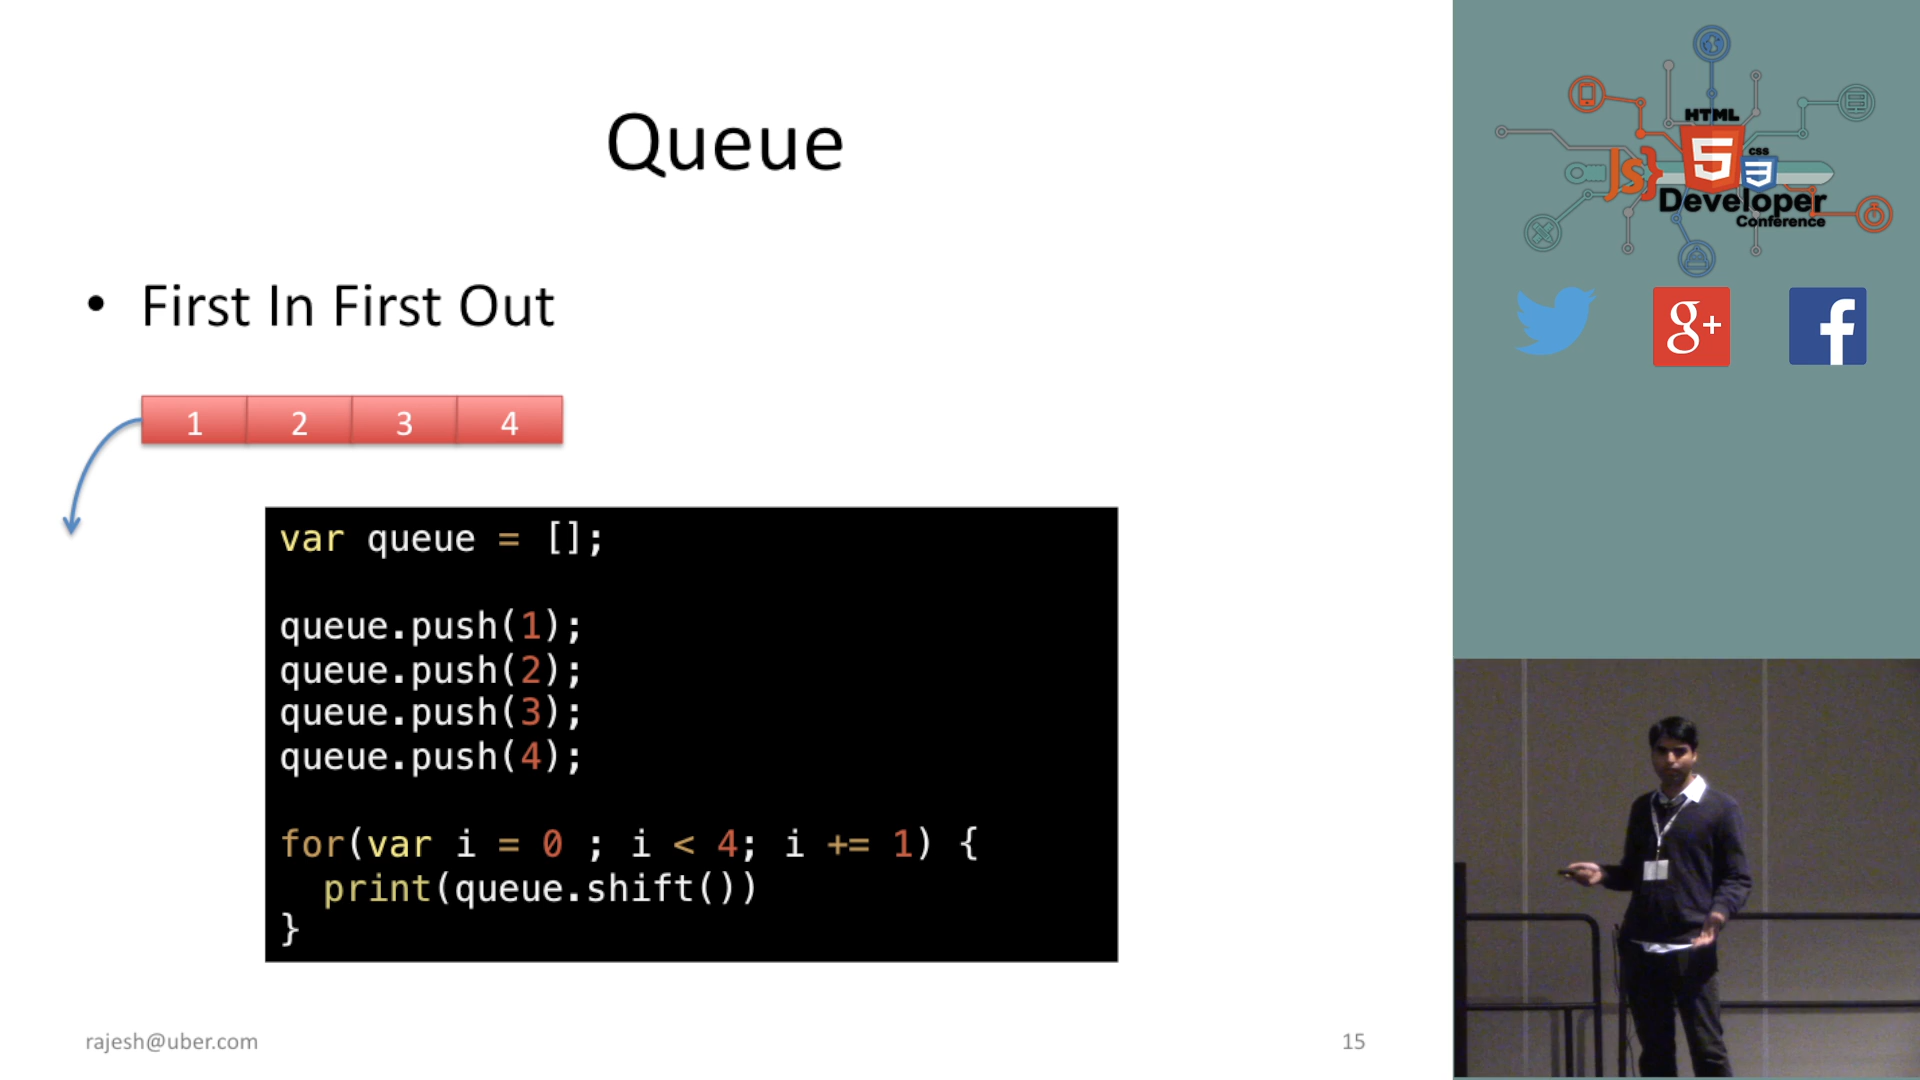 Queue
• First In First Out
1 2 3 4
var queue = [];
queue.push(1);
queue.push(2);
queue.push(3);
queue.push(4);
for(var i = 0 ; i < 4; i += 1) {
  print(queue.shift())
}
rajesh@uber.com
15
HTML
5
JS}
CSS
3
Developer
Conference
g+
f